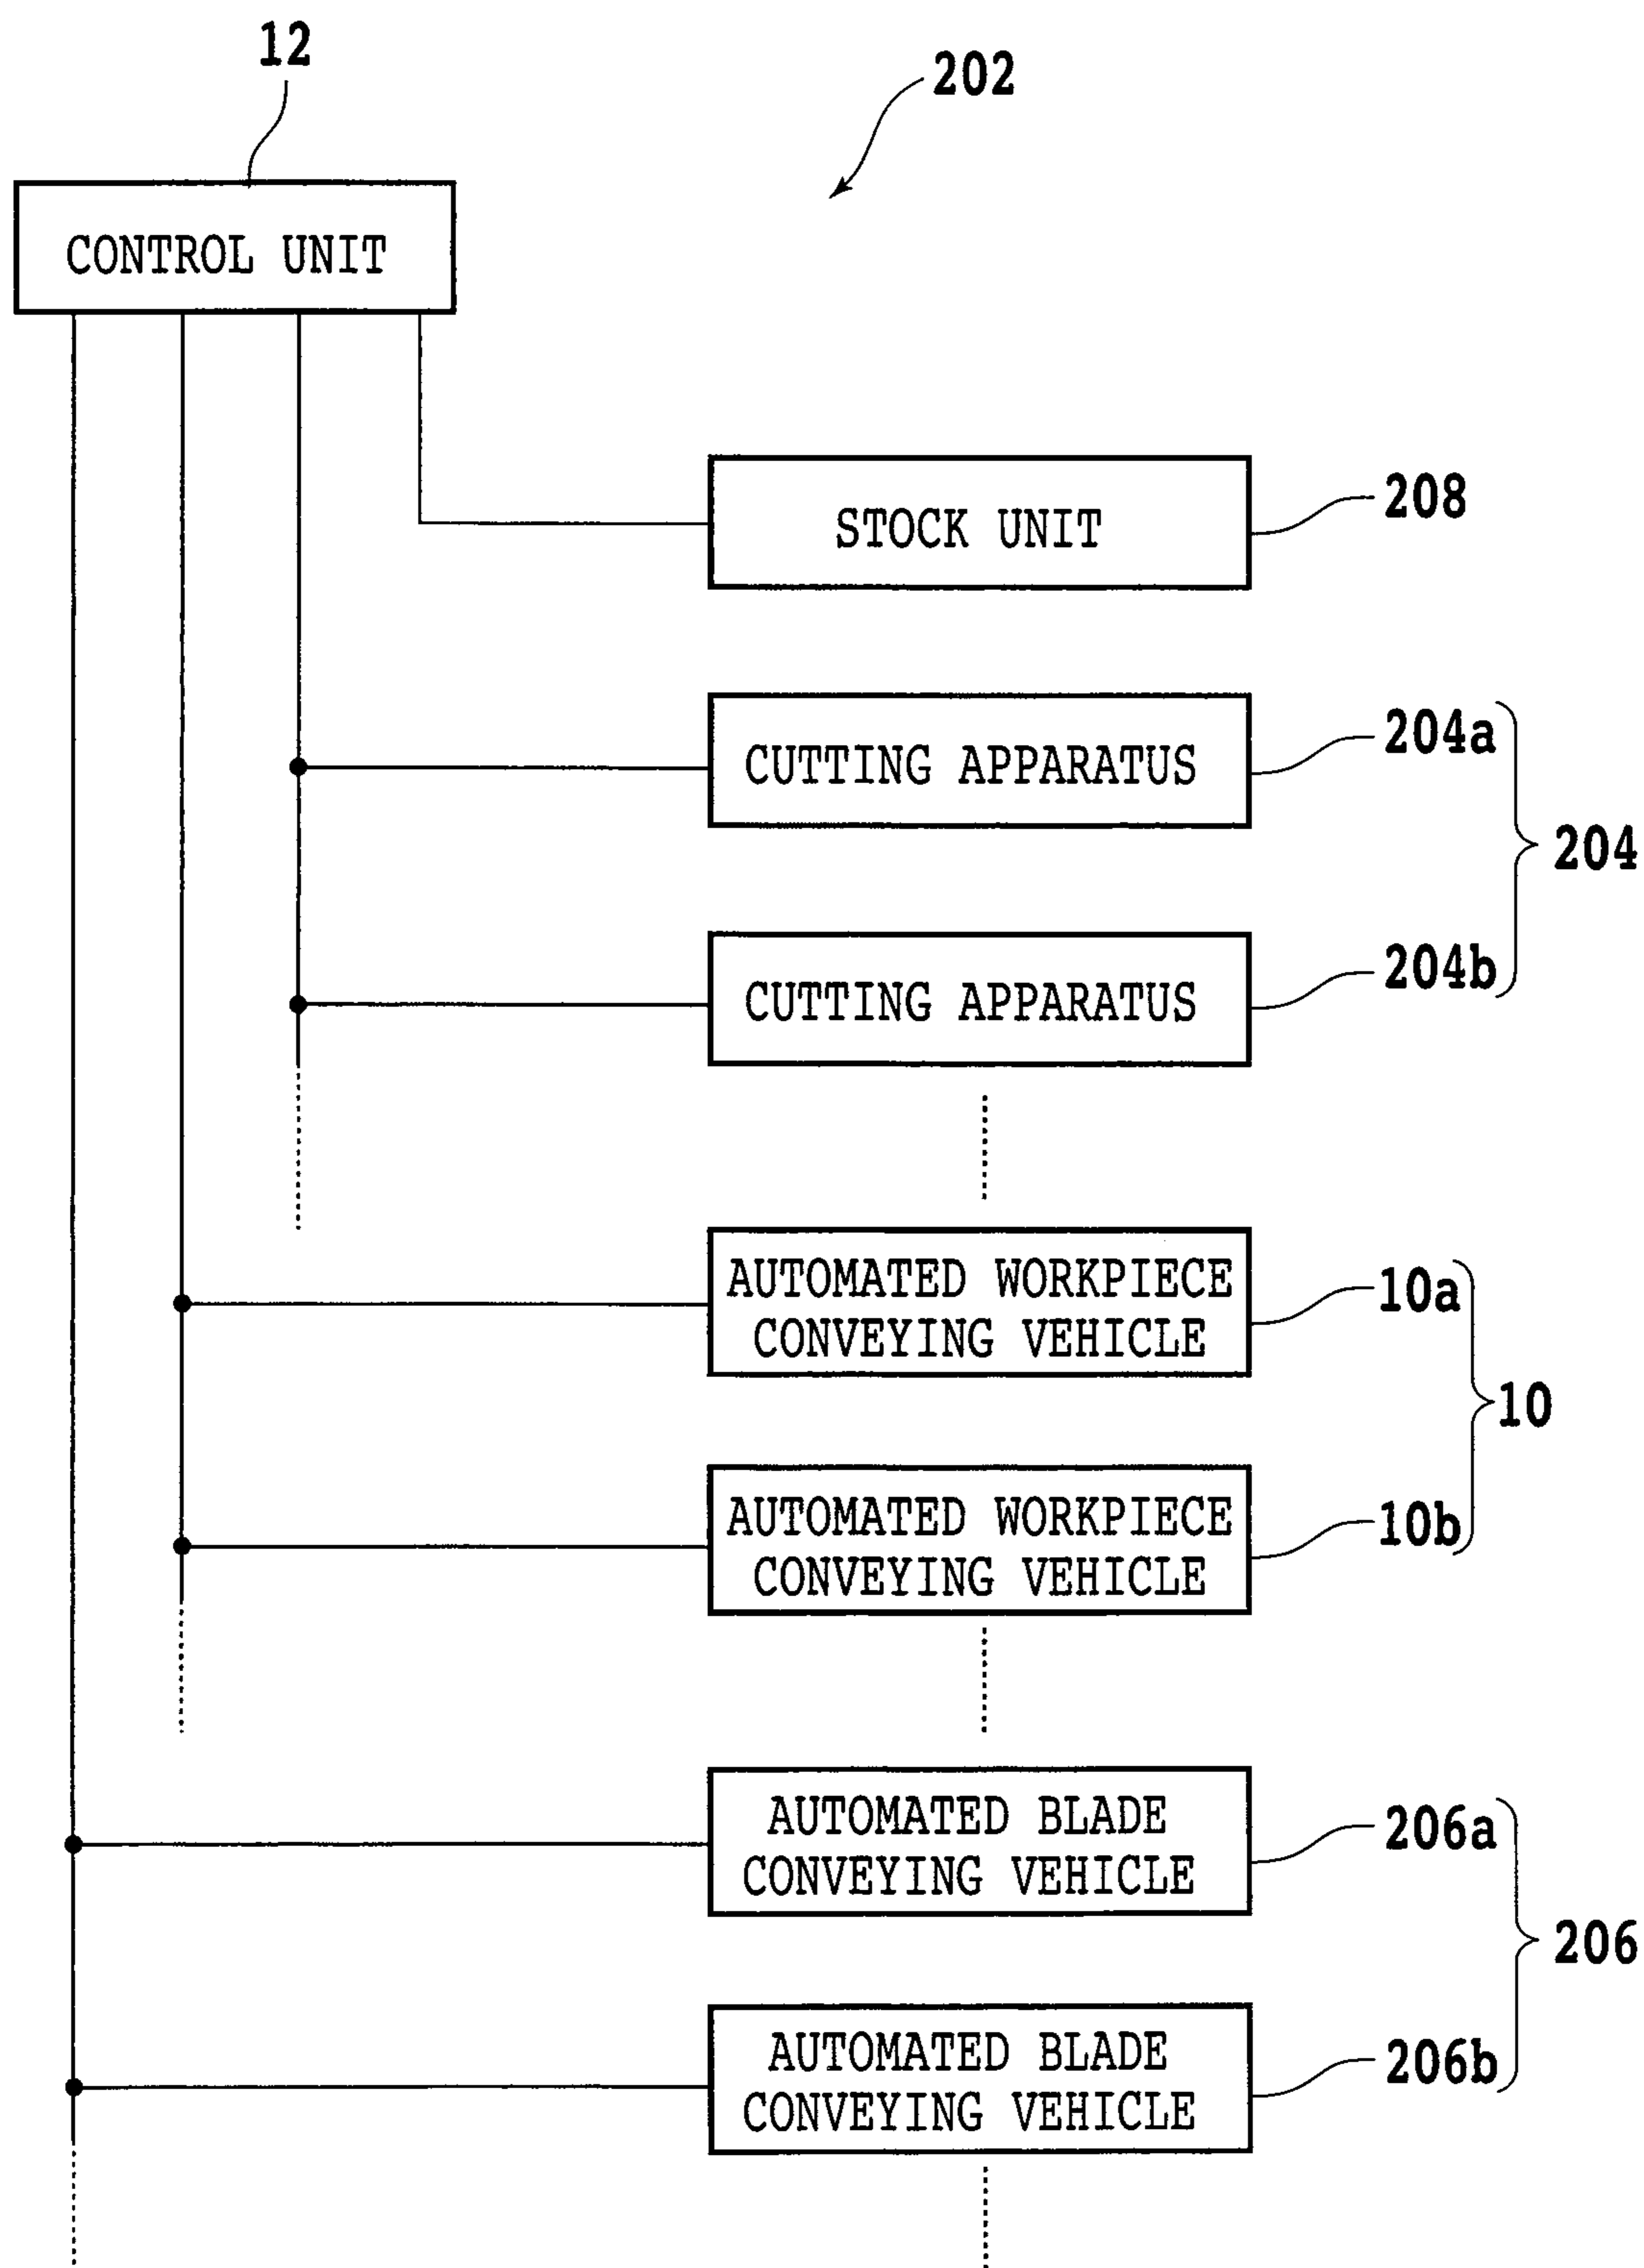 12
202
CONTROL UNIT
STOCK UNIT
208
CUTTING APPARATUS
204a
204
CUTTING APPARATUS
204b
AUTOMATED WORKPIECE
CONVEYING VEHICLE
10a
10
AUTOMATED WORKPIECE
CONVEYING VEHICLE
10b
AUTOMATED BLADE
CONVEYING VEHICLE
206a
206
AUTOMATED BLADE
CONVEYING VEHICLE
206b